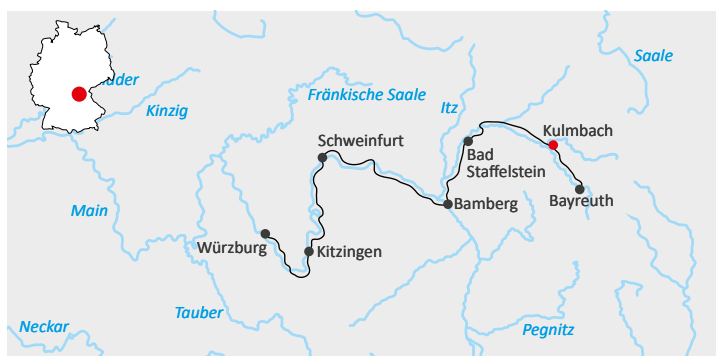 Saale
Kinzig
Fränkische Saale
Itz
Kulmbach
Schweinfurt
Bad
Staffelstein
Bayreuth
Bamberg
Main
Würzburg
Kitzingen
Tauber
Neckar
Pegnitz